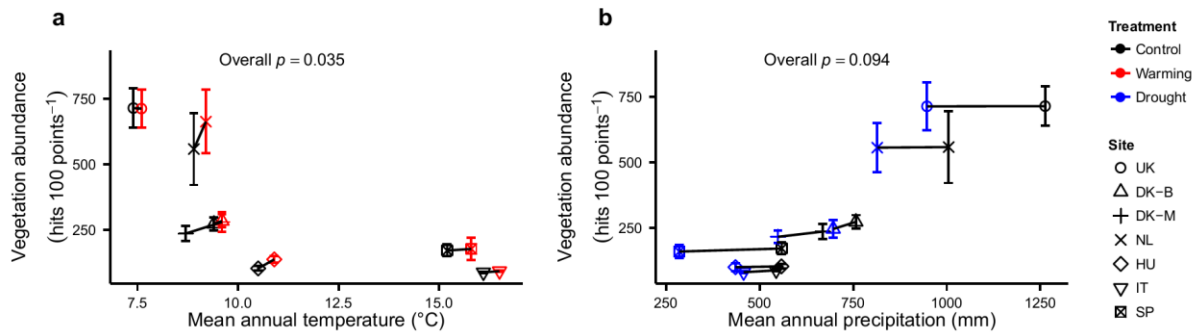 a
Overall p = 0.035
Vegetation abundance
(hits 100 points⁻¹)
750
500
250
7.5 10.0 12.5 15.0
Mean annual temperature (°C)
b
Overall p = 0.094
Vegetation abundance
(hits 100 points⁻¹)
750
500
250
250 500 750 1000 1250
Mean annual precipitation (mm)
Treatment
Control
Warming
Drought
Site
UK
DK−B
DK−M
NL
HU
IT
SP